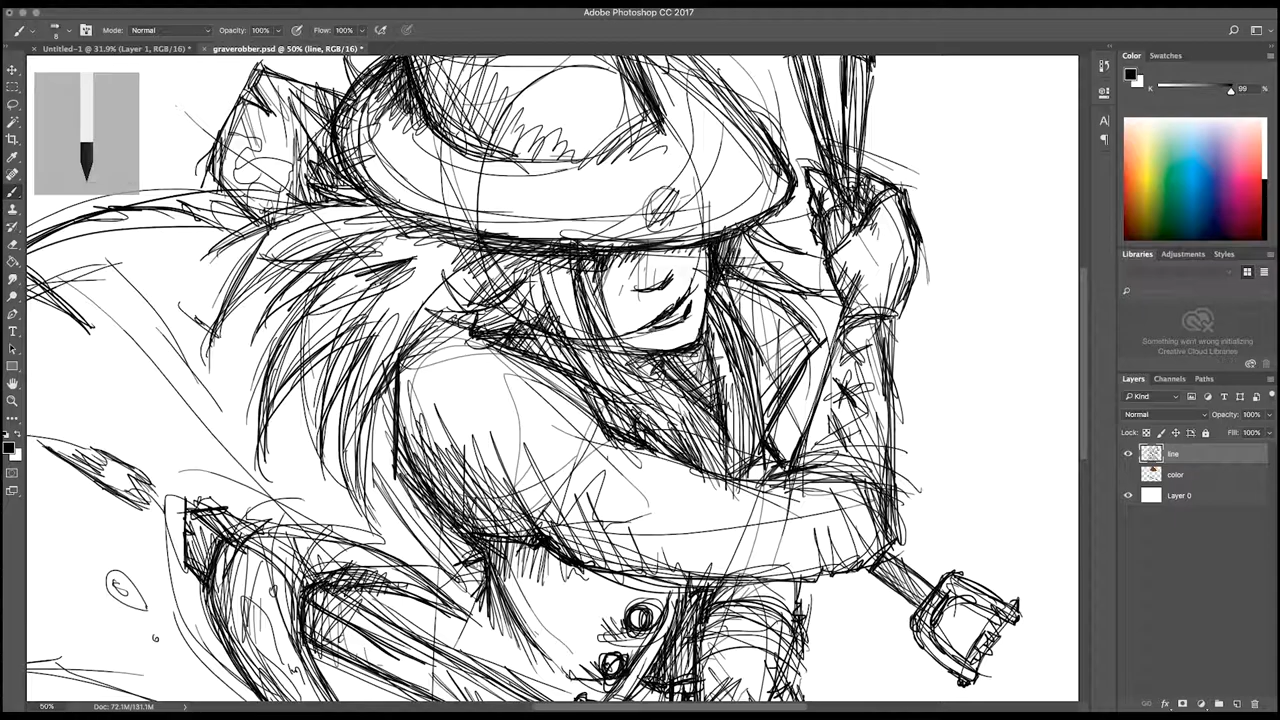 Adobe Photoshop CC 2017
8 Mode: Normal Opacity: 100% Flow: 100%
Untitled-1 @ 31.9% (Layer 1, RGB/16) * graverobber.psd @ 50% (line, RGB/16) *
Color Swatches
K 99 %
Libraries Adjustments Styles
Something went wrong initializing
Creative Cloud Libraries
Layers Channels Paths
Kind
Normal Opacity: 100%
Lock: Fill: 100%
line
color
Layer 0
50% Doc: 72.1M/131.1M